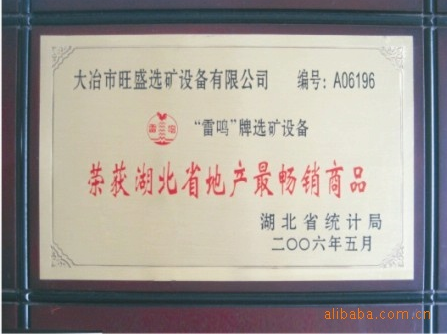 大冶市旺盛选矿设备有限公司 编号：A06196
“雷鸣”牌选矿设备
荣获湖北省地产最畅销商品
湖北省统计局
二〇〇六年五月
alibaba.com.cn